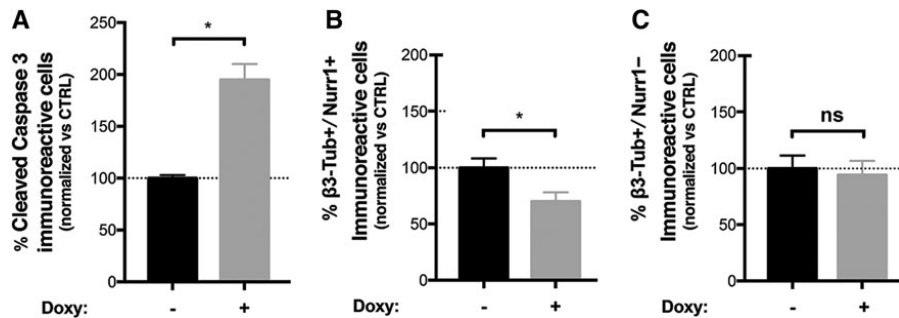 A
% Cleaved Caspase 3
immunoreactive cells
(normalized vs CTRL)
250
200
150
100
50
0
*
Doxy:
-
+
B
% β3-Tub+/ Nurr1+
Immunoreactive cells
(normalized vs CTRL)
200
150
100
50
0
*
Doxy:
-
+
C
% β3-Tub+/ Nurr1−
Immunoreactive cells
(normalized vs CTRL)
200
150
100
50
0
ns
Doxy:
-
+